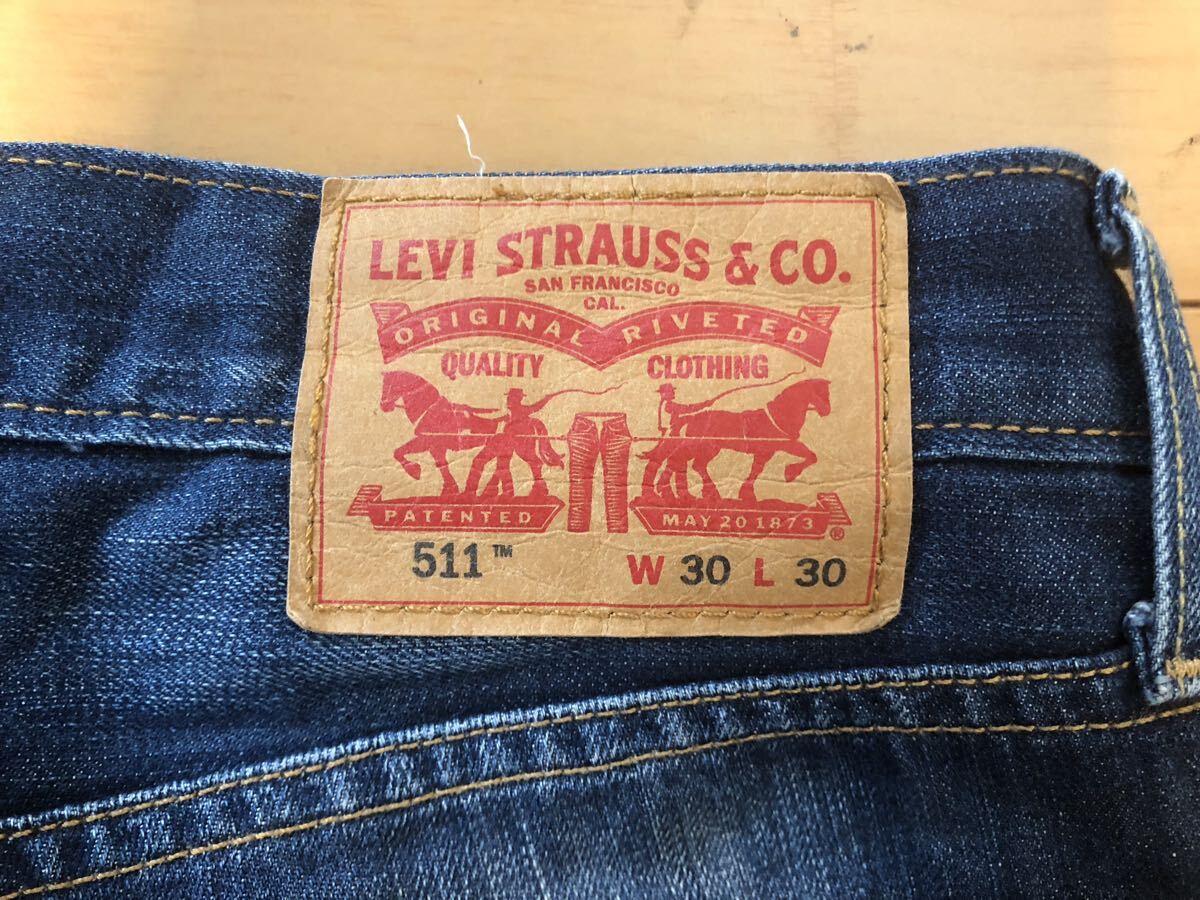 LEVI STRAUSS & CO.
SAN FRANCISCO
CAL.
ORIGINAL RIVETED
QUALITY CLOTHING
PATENTED MAY 20 1873 ®
511™ W 30 L 30